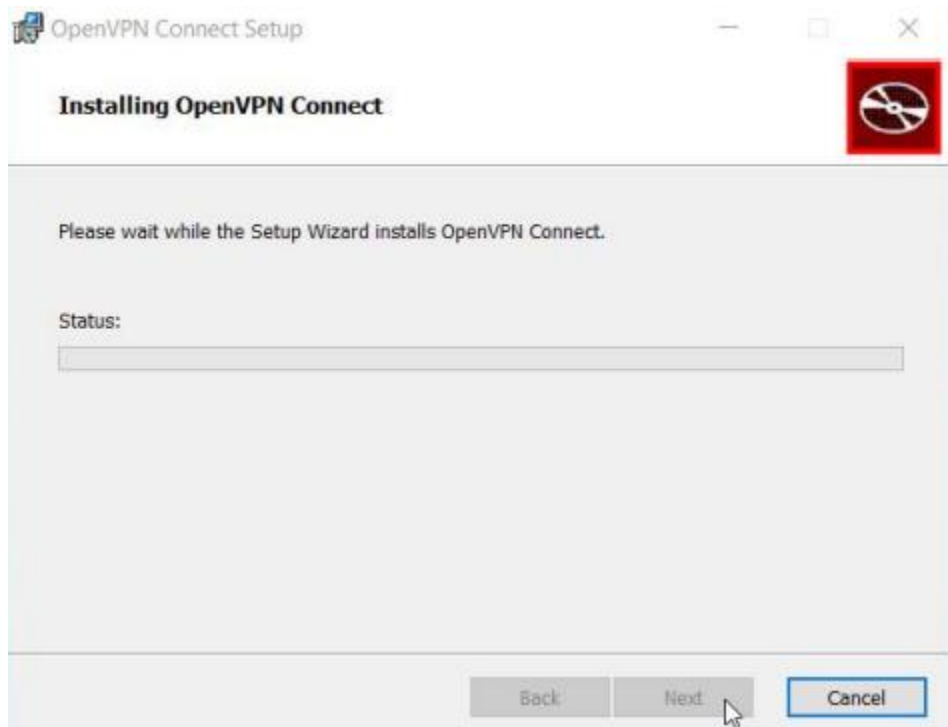 OpenVPN Connect Setup
Installing OpenVPN Connect
Please wait while the Setup Wizard installs OpenVPN Connect.
Status:
Back Next Cancel